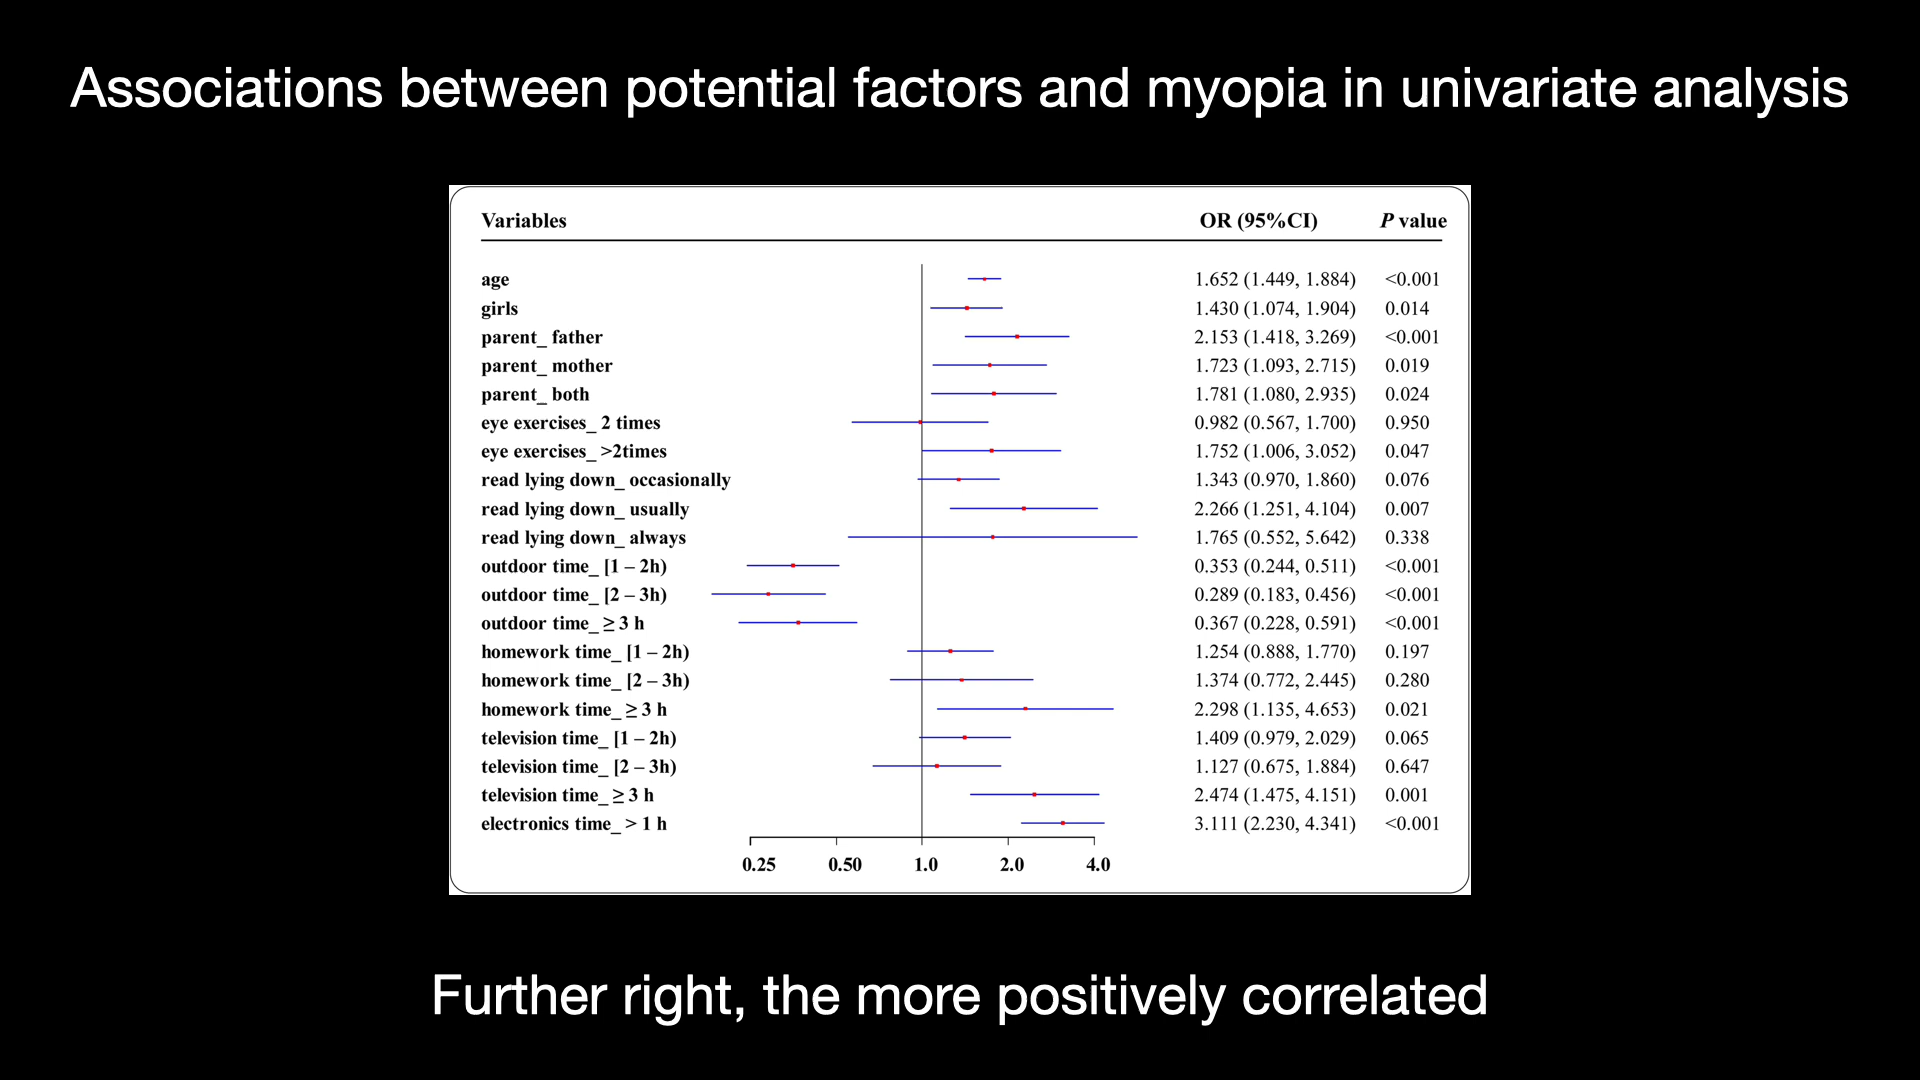 Associations between potential factors and myopia in univariate analysis
Variables OR (95%CI) P value
age 1.652 (1.449, 1.884) <0.001
girls 1.430 (1.074, 1.904) 0.014
parent_ father 2.153 (1.418, 3.269) <0.001
parent_ mother 1.723 (1.093, 2.715) 0.019
parent_ both 1.781 (1.080, 2.935) 0.024
eye exercises_ 2 times 0.982 (0.567, 1.700) 0.950
eye exercises_ >2times 1.752 (1.006, 3.052) 0.047
read lying down_ occasionally 1.343 (0.970, 1.860) 0.076
read lying down_ usually 2.266 (1.251, 4.104) 0.007
read lying down_ always 1.765 (0.552, 5.642) 0.338
outdoor time_ [1 – 2h) 0.353 (0.244, 0.511) <0.001
outdoor time_ [2 – 3h) 0.289 (0.183, 0.456) <0.001
outdoor time_ ≥ 3 h 0.367 (0.228, 0.591) <0.001
homework time_ [1 – 2h) 1.254 (0.888, 1.770) 0.197
homework time_ [2 – 3h) 1.374 (0.772, 2.445) 0.280
homework time_ ≥ 3 h 2.298 (1.135, 4.653) 0.021
television time_ [1 – 2h) 1.409 (0.979, 2.029) 0.065
television time_ [2 – 3h) 1.127 (0.675, 1.884) 0.647
television time_ ≥ 3 h 2.474 (1.475, 4.151) 0.001
electronics time_ > 1 h 3.111 (2.230, 4.341) <0.001
0.25 0.50 1.0 2.0 4.0
Further right, the more positively correlated